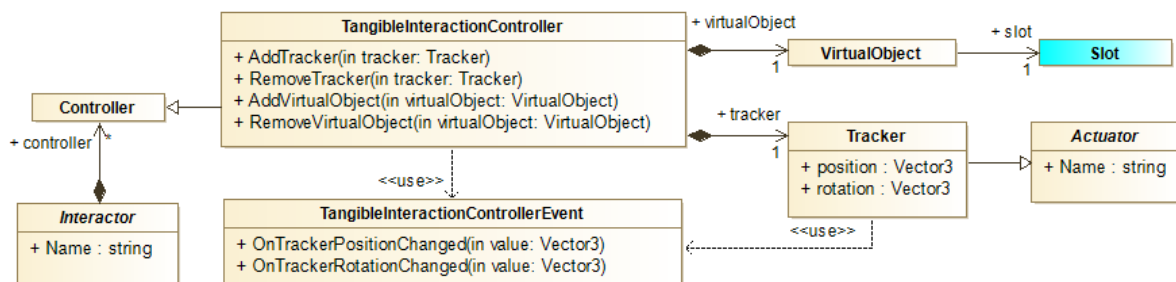 TangibleInteractionController
+ AddTracker(in tracker: Tracker)
+ RemoveTracker(in tracker: Tracker)
+ AddVirtualObject(in virtualObject: VirtualObject)
+ RemoveVirtualObject(in virtualObject: VirtualObject)
+ virtualObject
1
VirtualObject
+ slot
1
Slot
Controller
+ controller
*
Interactor
+ Name : string
+ tracker
1
Tracker
+ position : Vector3
+ rotation : Vector3
Actuator
+ Name : string
<<use>>
<<use>>
TangibleInteractionControllerEvent
+ OnTrackerPositionChanged(in value: Vector3)
+ OnTrackerRotationChanged(in value: Vector3)